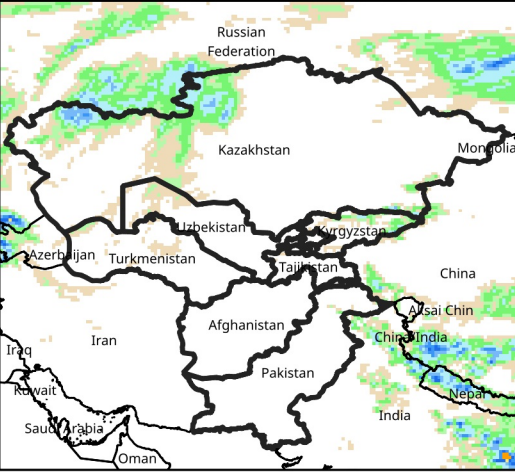 Russian
Federation
Kazakhstan
Mongolia
Uzbekistan
Kyrgyzstan
Azerbaijan
Turkmenistan
Tajikistan
China
Aksai Chin
Afghanistan
China/India
Iran
Iraq
Pakistan
Kuwait
Nepal
India
Saudi Arabia
Oman